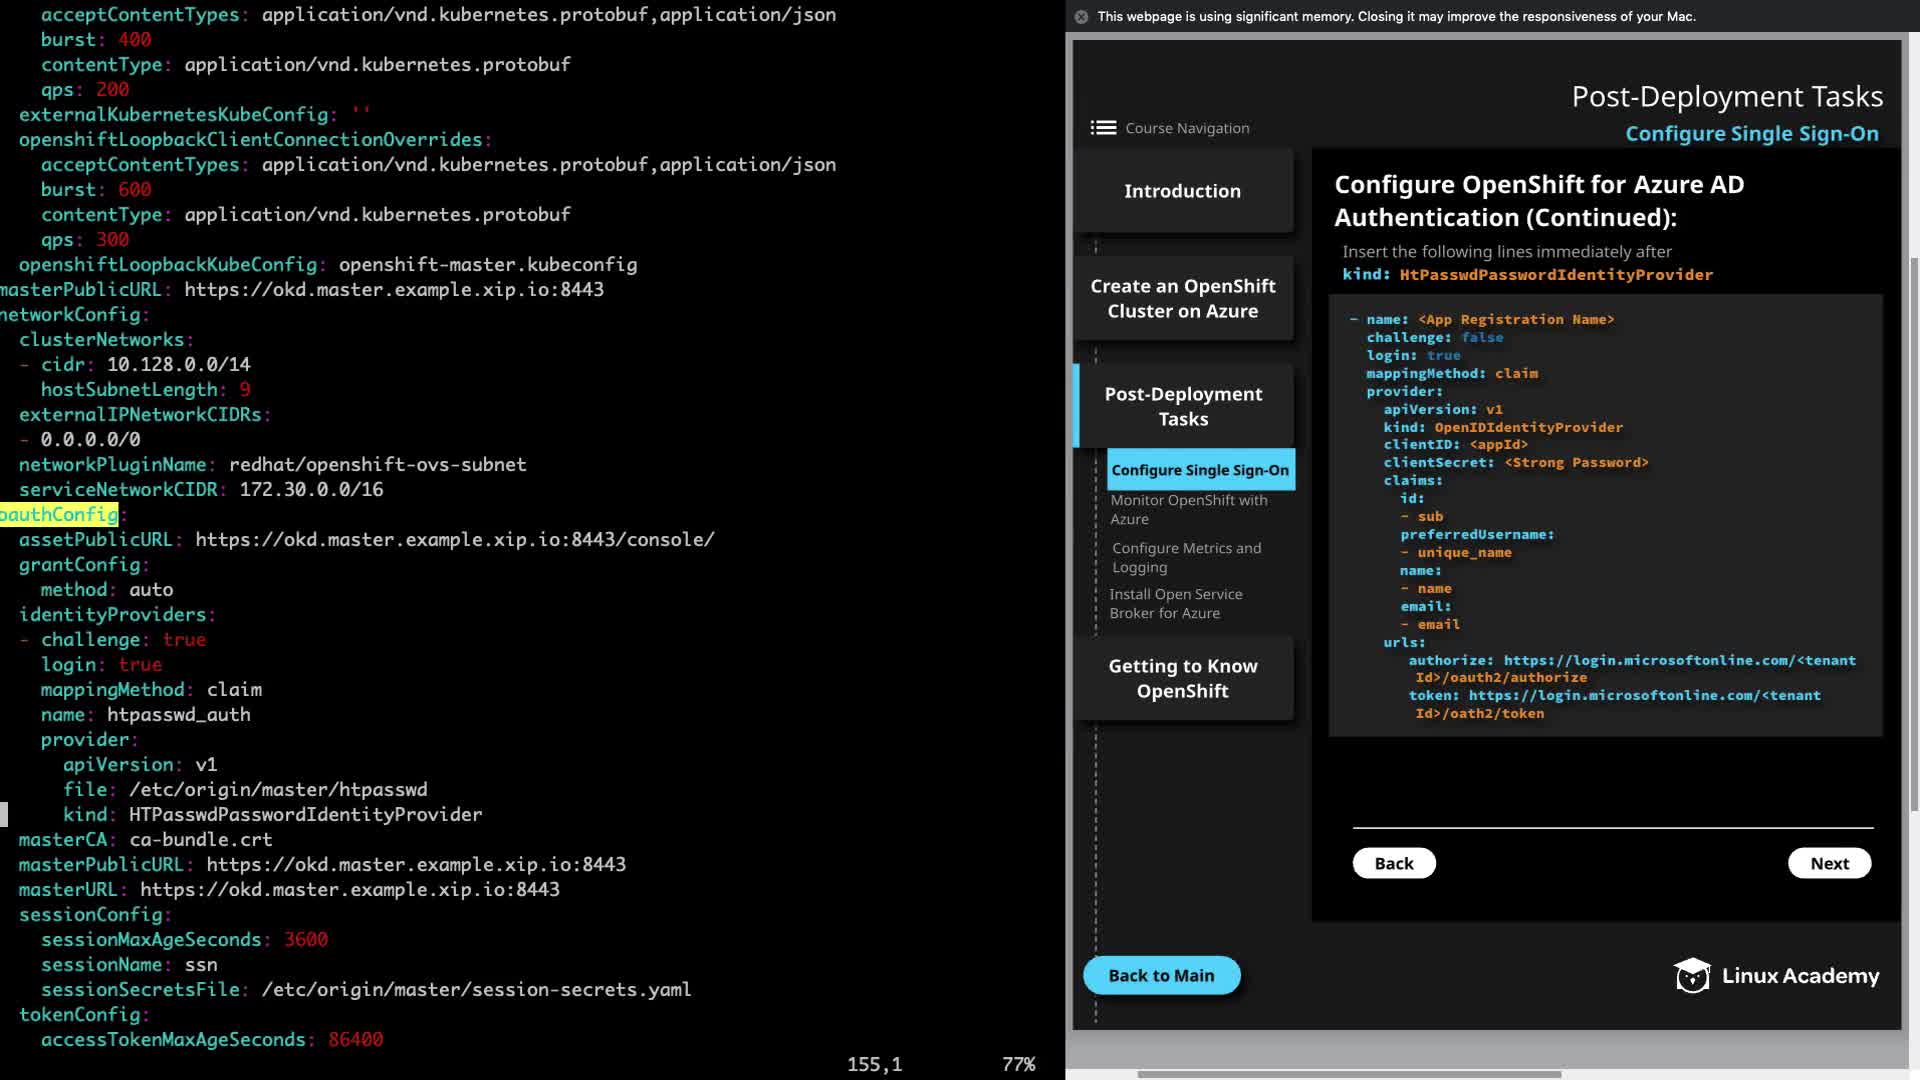 acceptContentTypes: application/vnd.kubernetes.protobuf,application/json
burst: 400
contentType: application/vnd.kubernetes.protobuf
qps: 200
externalKubernetesKubeConfig: ''
openshiftLoopbackClientConnectionOverrides:
acceptContentTypes: application/vnd.kubernetes.protobuf,application/json
burst: 600
contentType: application/vnd.kubernetes.protobuf
qps: 300
openshiftLoopbackKubeConfig: openshift-master.kubeconfig
masterPublicURL: https://okd.master.example.xip.io:8443
networkConfig:
clusterNetworks:
- cidr: 10.128.0.0/14
hostSubnetLength: 9
externalIPNetworkCIDRs:
- 0.0.0.0/0
networkPluginName: redhat/openshift-ovs-subnet
serviceNetworkCIDR: 172.30.0.0/16
oauthConfig:
assetPublicURL: https://okd.master.example.xip.io:8443/console/
grantConfig:
method: auto
identityProviders:
- challenge: true
login: true
mappingMethod: claim
name: htpasswd_auth
provider:
apiVersion: v1
file: /etc/origin/master/htpasswd
kind: HTPasswdPasswordIdentityProvider
masterCA: ca-bundle.crt
masterPublicURL: https://okd.master.example.xip.io:8443
masterURL: https://okd.master.example.xip.io:8443
sessionConfig:
sessionMaxAgeSeconds: 3600
sessionName: ssn
sessionSecretsFile: /etc/origin/master/session-secrets.yaml
tokenConfig:
accessTokenMaxAgeSeconds: 86400
155,1 77%
This webpage is using significant memory. Closing it may improve the responsiveness of your Mac.
Post-Deployment Tasks
Configure Single Sign-On
Course Navigation
Introduction
Create an OpenShift
Cluster on Azure
Post-Deployment
Tasks
Configure Single Sign-On
Monitor OpenShift with
Azure
Configure Metrics and
Logging
Install Open Service
Broker for Azure
Getting to Know
OpenShift
Back to Main
Configure OpenShift for Azure AD
Authentication (Continued):
Insert the following lines immediately after
kind: HtPasswdPasswordIdentityProvider
- name: <App Registration Name>
challenge: false
login: true
mappingMethod: claim
provider:
apiVersion: v1
kind: OpenIDIdentityProvider
clientID: <appId>
clientSecret: <Strong Password>
claims:
id:
- sub
preferredUsername:
- unique_name
name:
- name
email:
- email
urls:
authorize: https://login.microsoftonline.com/<tenant
Id>/oauth2/authorize
token: https://login.microsoftonline.com/<tenant
Id>/oath2/token
Back
Next
Linux Academy